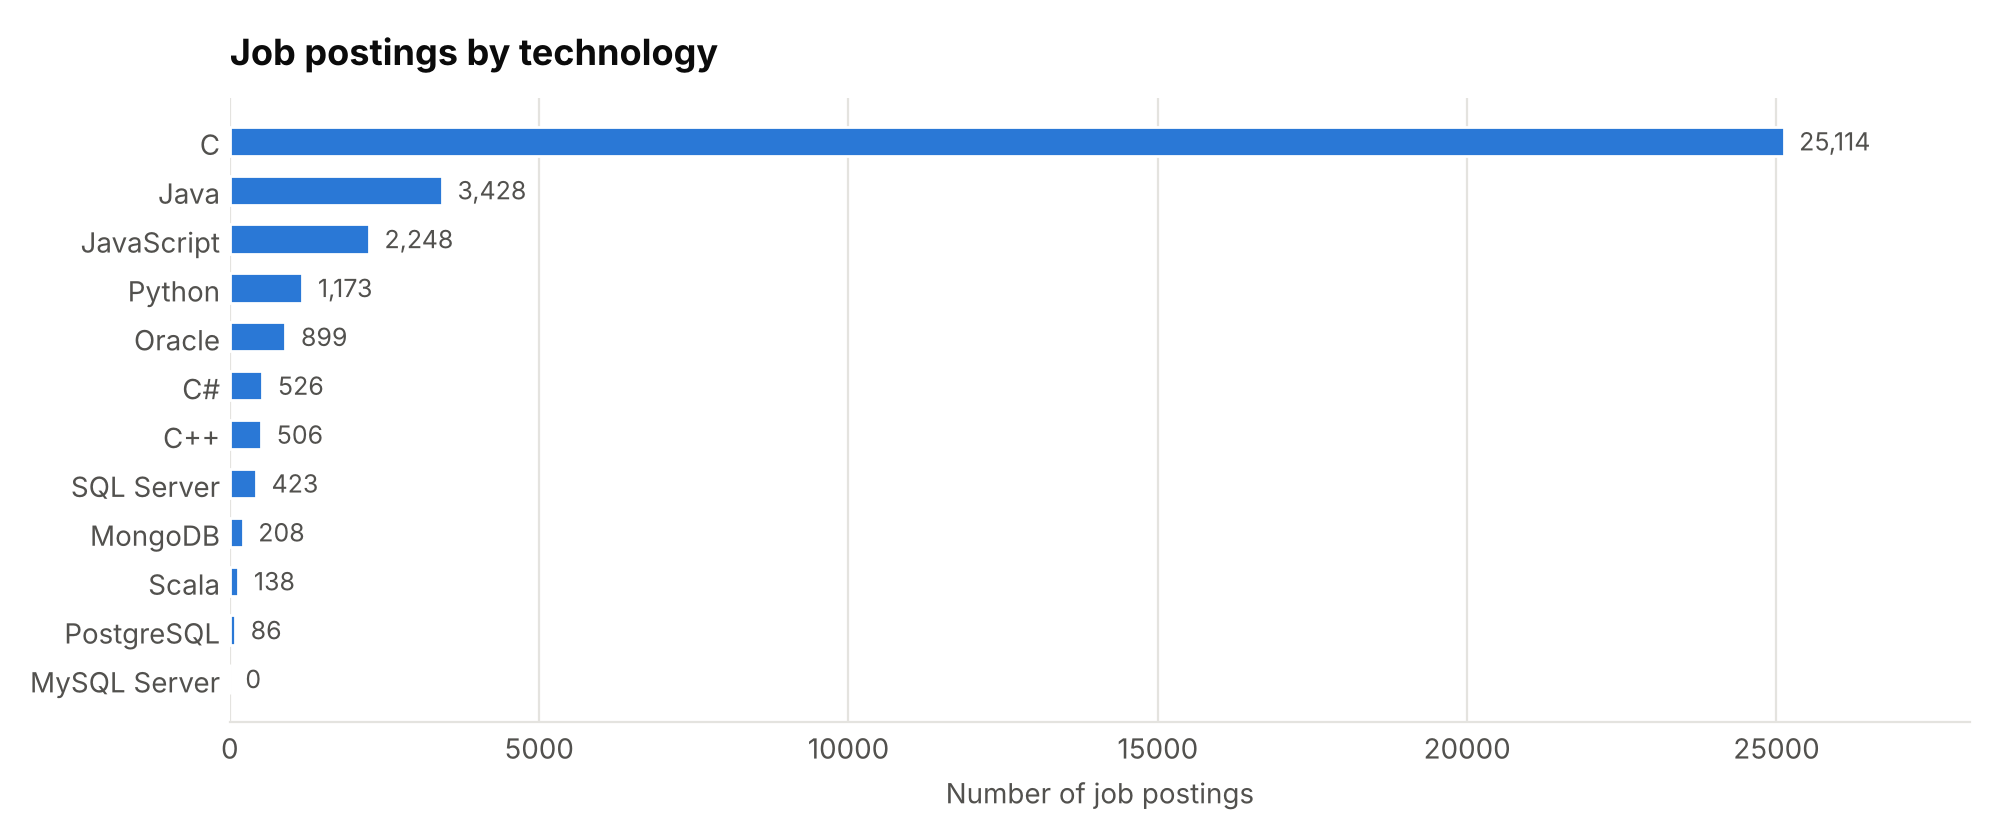 Job postings by technology
C 25,114
Java 3,428
JavaScript 2,248
Python 1,173
Oracle 899
C# 526
C++ 506
SQL Server 423
MongoDB 208
Scala 138
PostgreSQL 86
MySQL Server 0
0 5000 10000 15000 20000 25000
Number of job postings